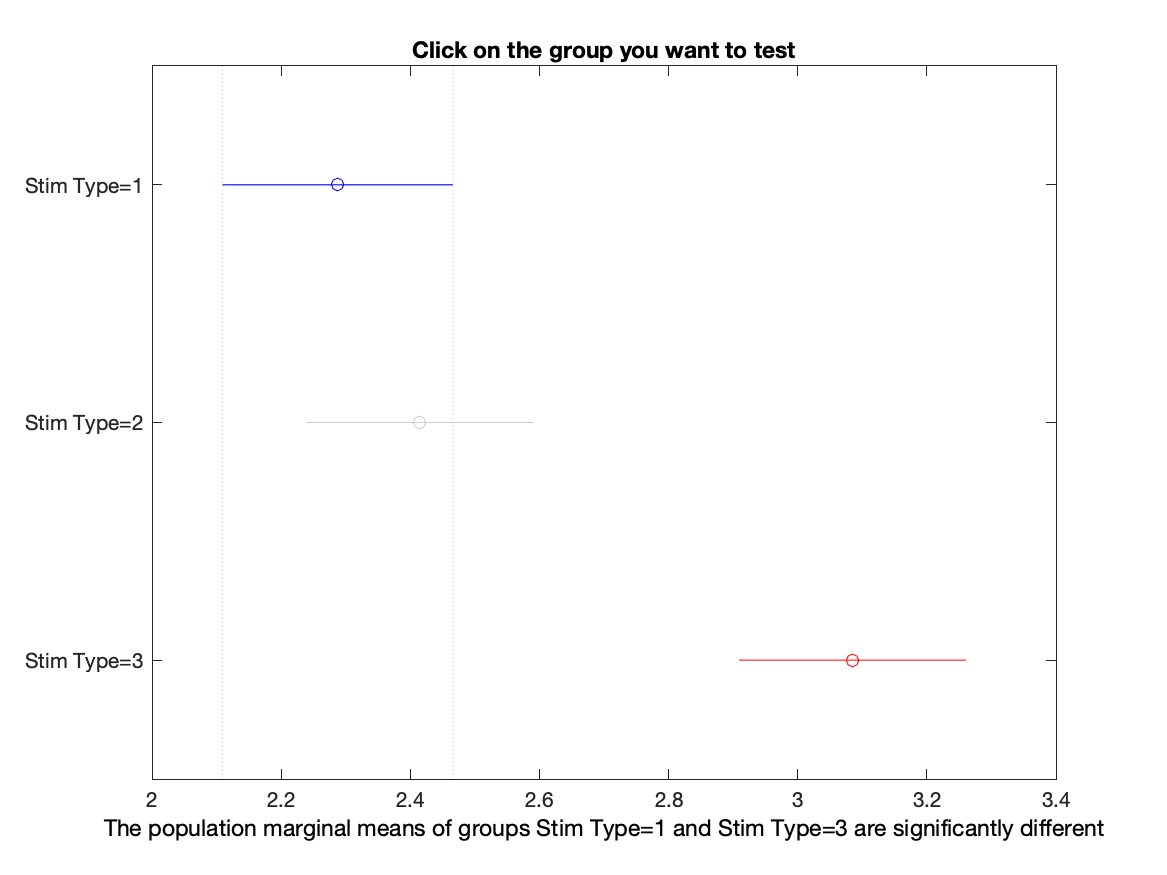 Click on the group you want to test
Stim Type=1
Stim Type=2
Stim Type=3
2 2.2 2.4 2.6 2.8 3 3.2 3.4
The population marginal means of groups Stim Type=1 and Stim Type=3 are significantly different